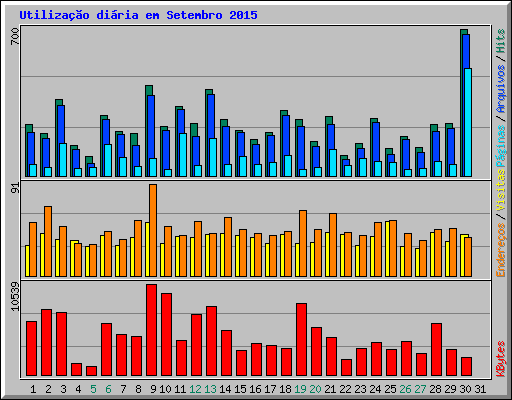 Utilização diária em Setembro 2015
700
91
10539
Endereços / Visitas Páginas / Arquivos / Hits
KBytes
1 2 3 4 5 6 7 8 9 10 11 12 13 14 15 16 17 18 19 20 21 22 23 24 25 26 27 28 29 30 31